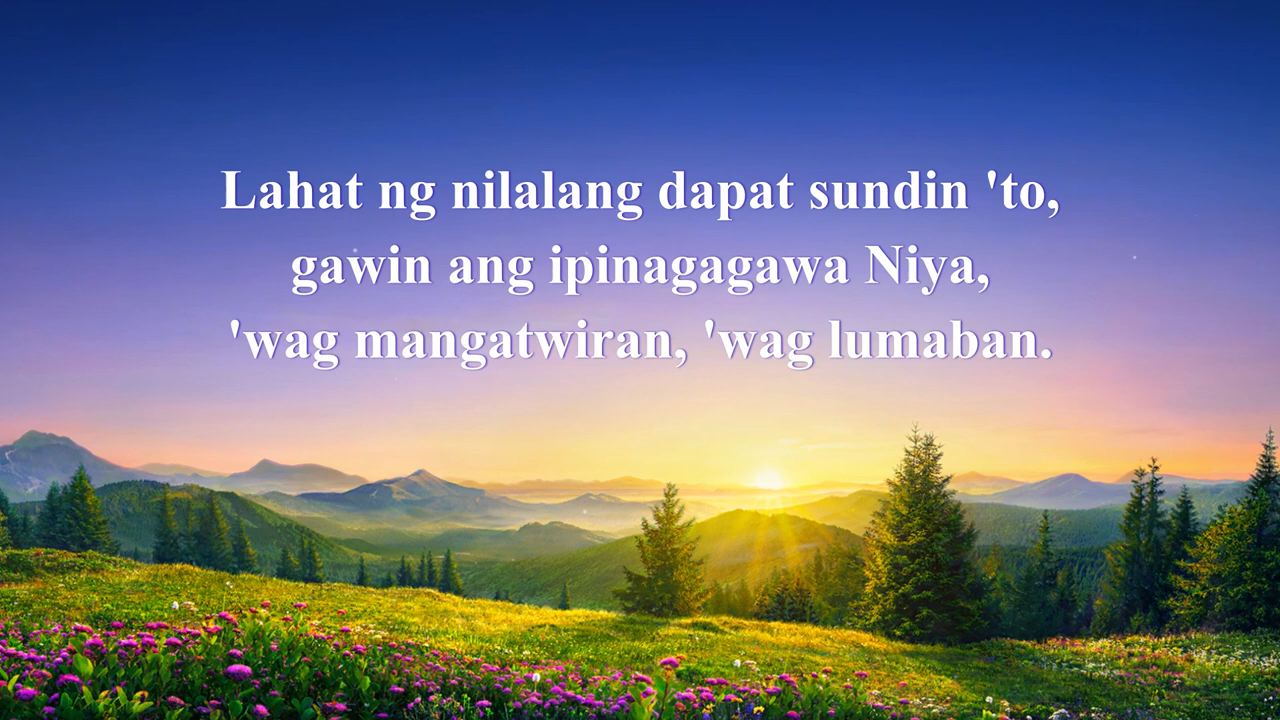 Lahat ng nilalang dapat sundin 'to,
gawin ang ipinagagawa Niya,
'wag mangatwiran, 'wag lumaban.